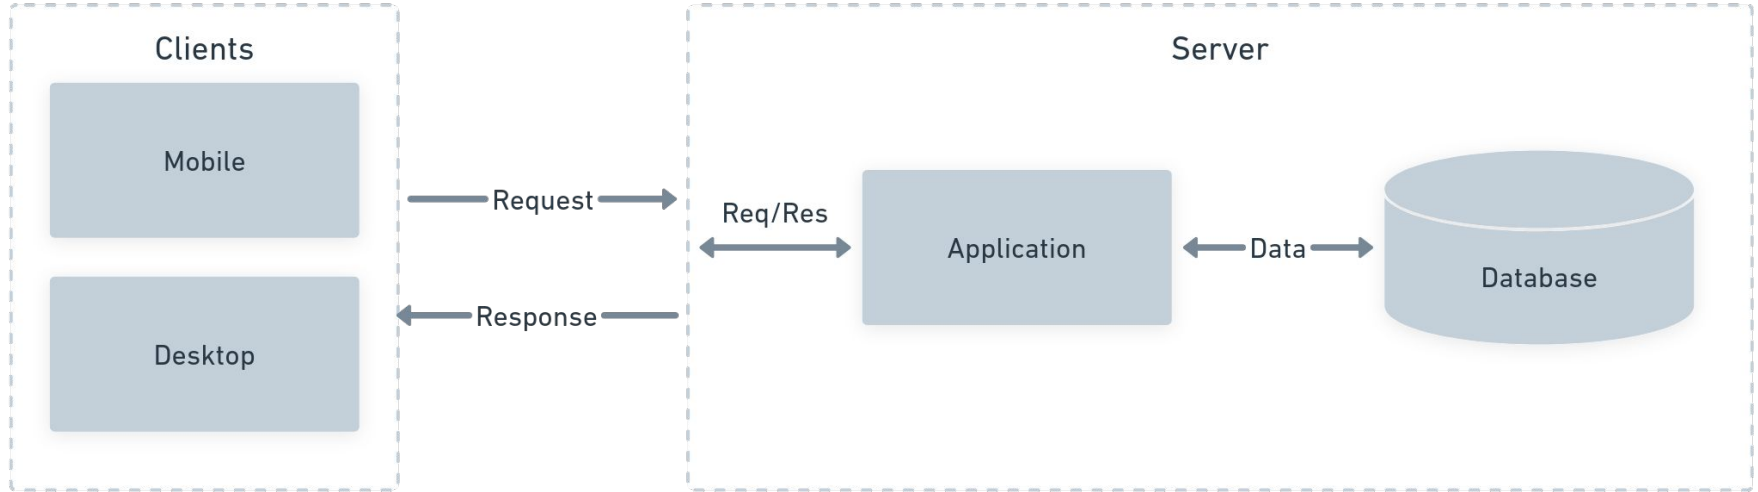 Clients
Server
Mobile
Request
Req/Res
Application
Data
Database
Response
Desktop